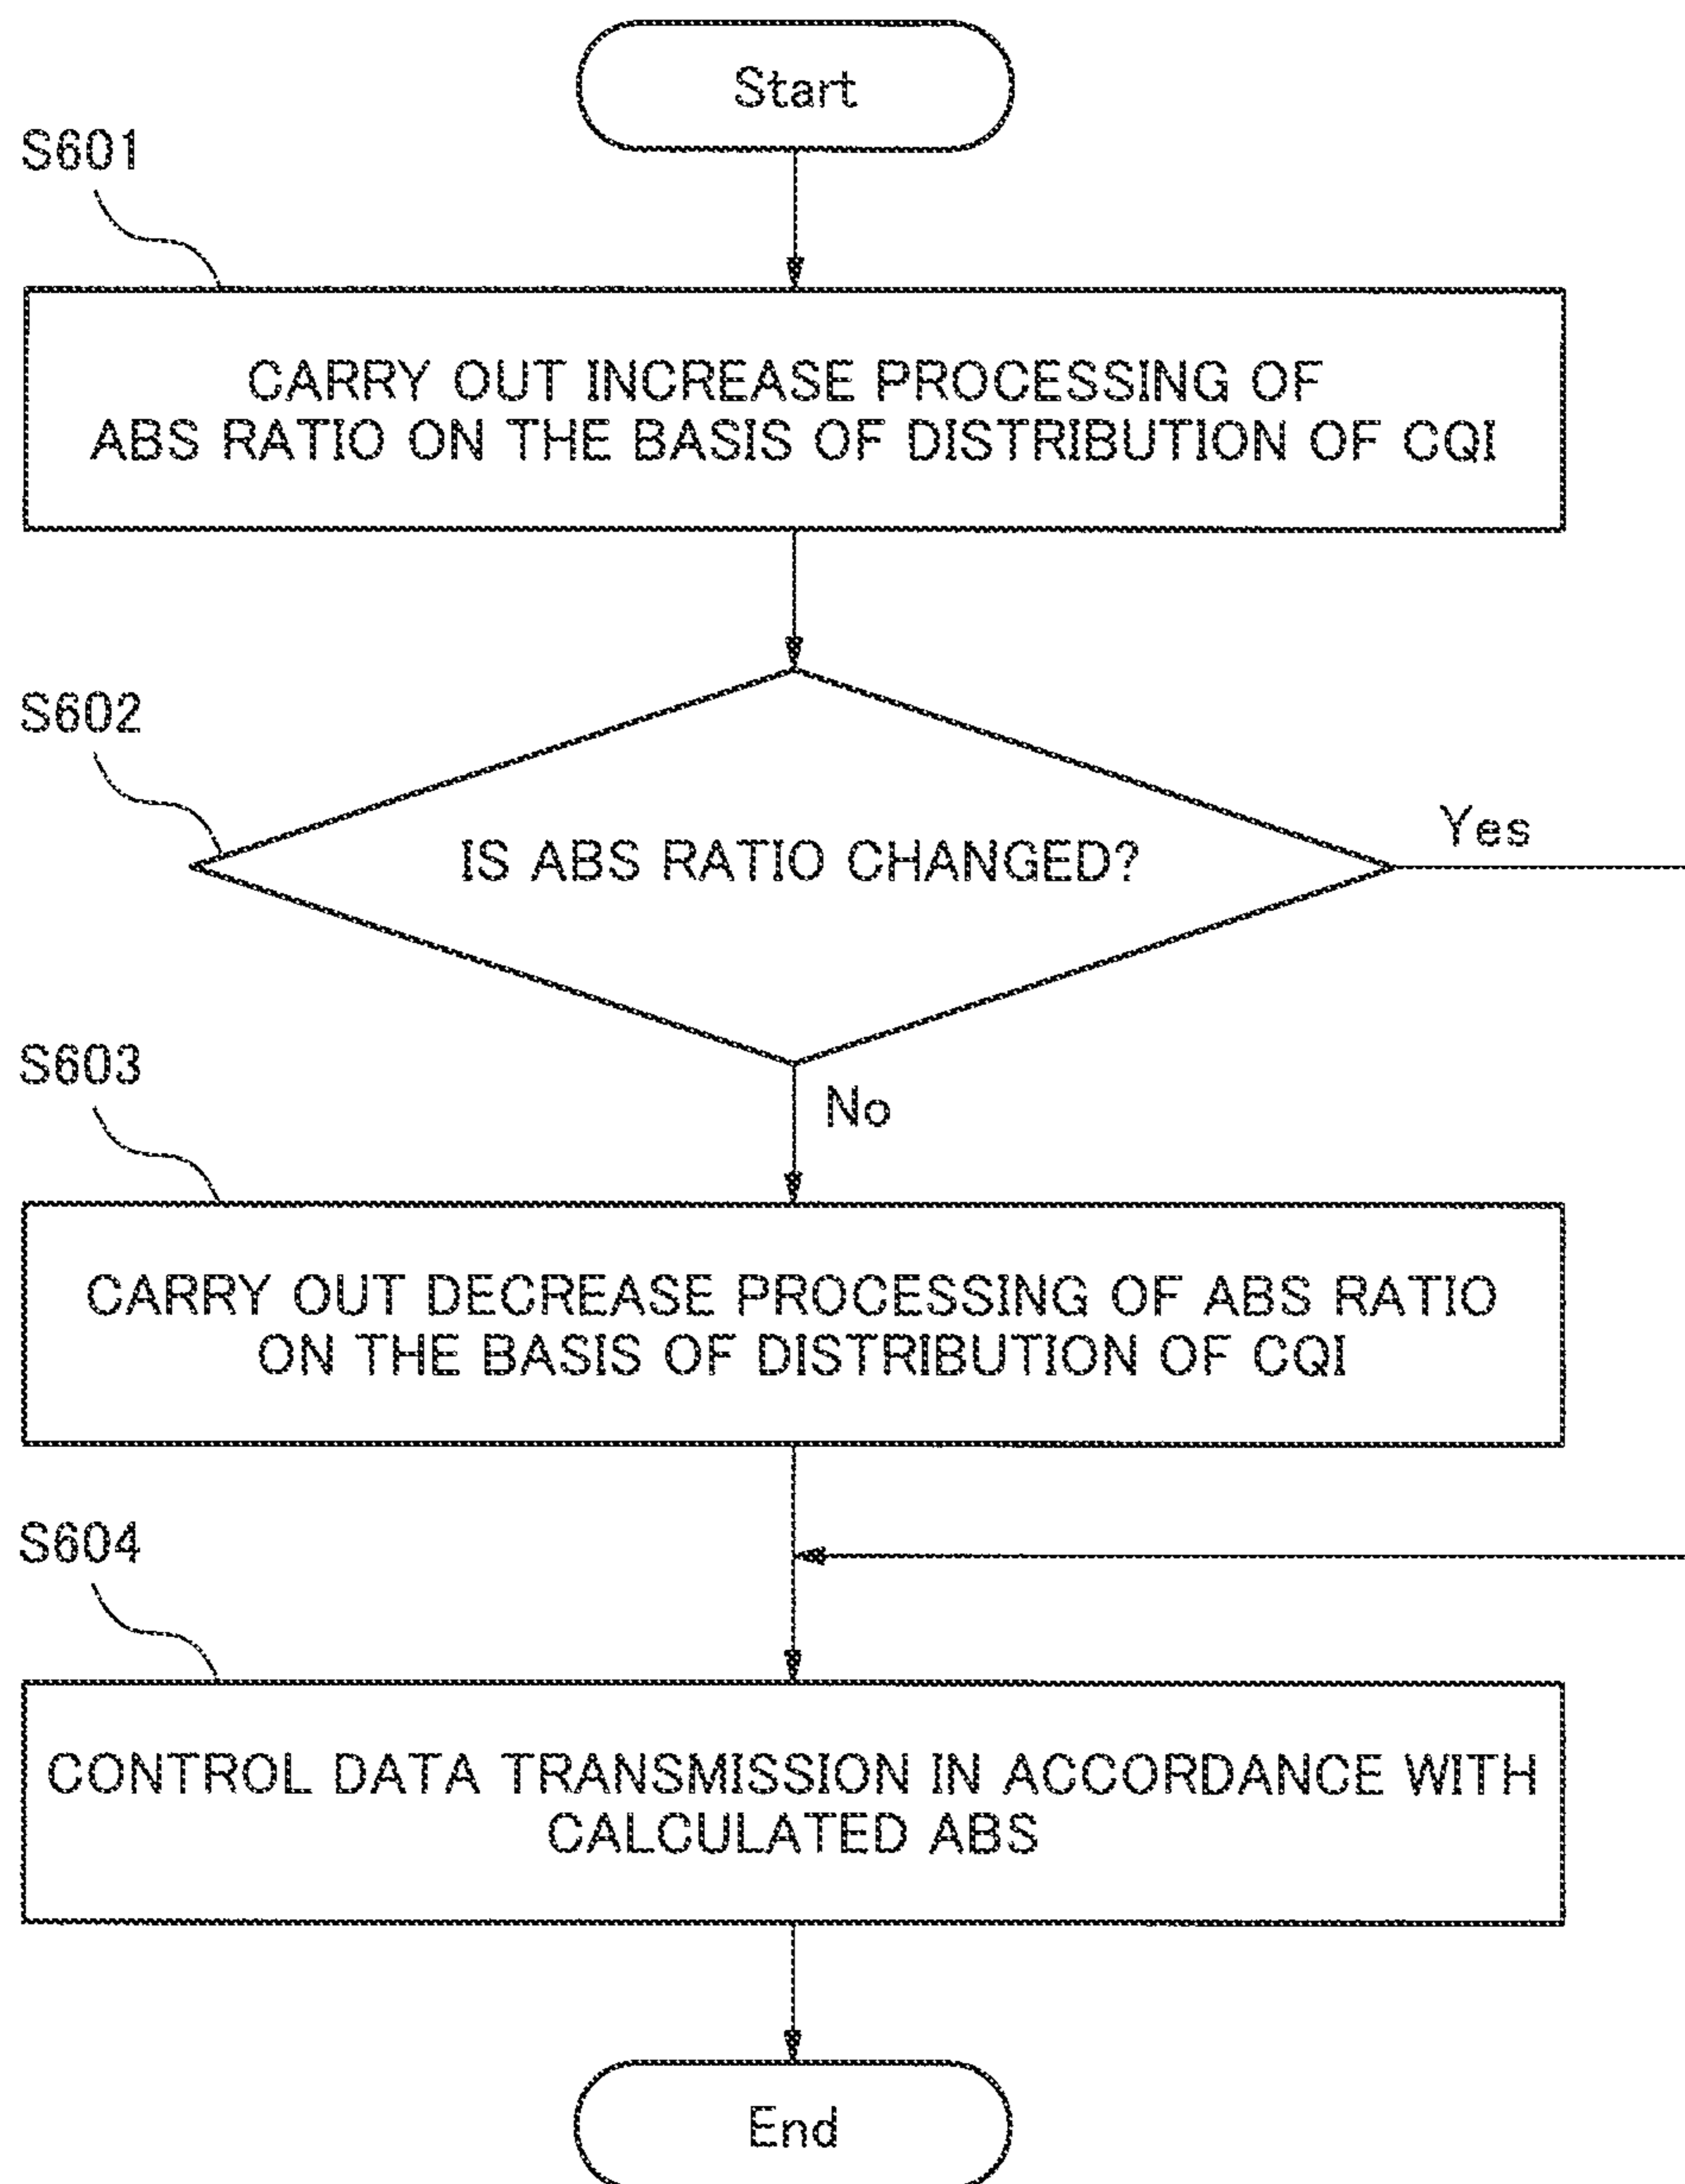 Start
S601
CARRY OUT INCREASE PROCESSING OF
ABS RATIO ON THE BASIS OF DISTRIBUTION OF CQI
S602
IS ABS RATIO CHANGED?
Yes
No
S603
CARRY OUT DECREASE PROCESSING OF ABS RATIO
ON THE BASIS OF DISTRIBUTION OF CQI
S604
CONTROL DATA TRANSMISSION IN ACCORDANCE WITH
CALCULATED ABS
End